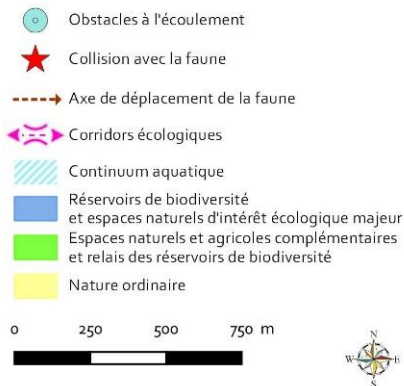 Obstacles à l'écoulement
Collision avec la faune
Axe de déplacement de la faune
Corridors écologiques
Continuum aquatique
Réservoirs de biodiversité
et espaces naturels d'intérêt écologique majeur
Espaces naturels et agricoles complémentaires
et relais des réservoirs de biodiversité
Nature ordinaire
0 250 500 750 m
N
W E
S